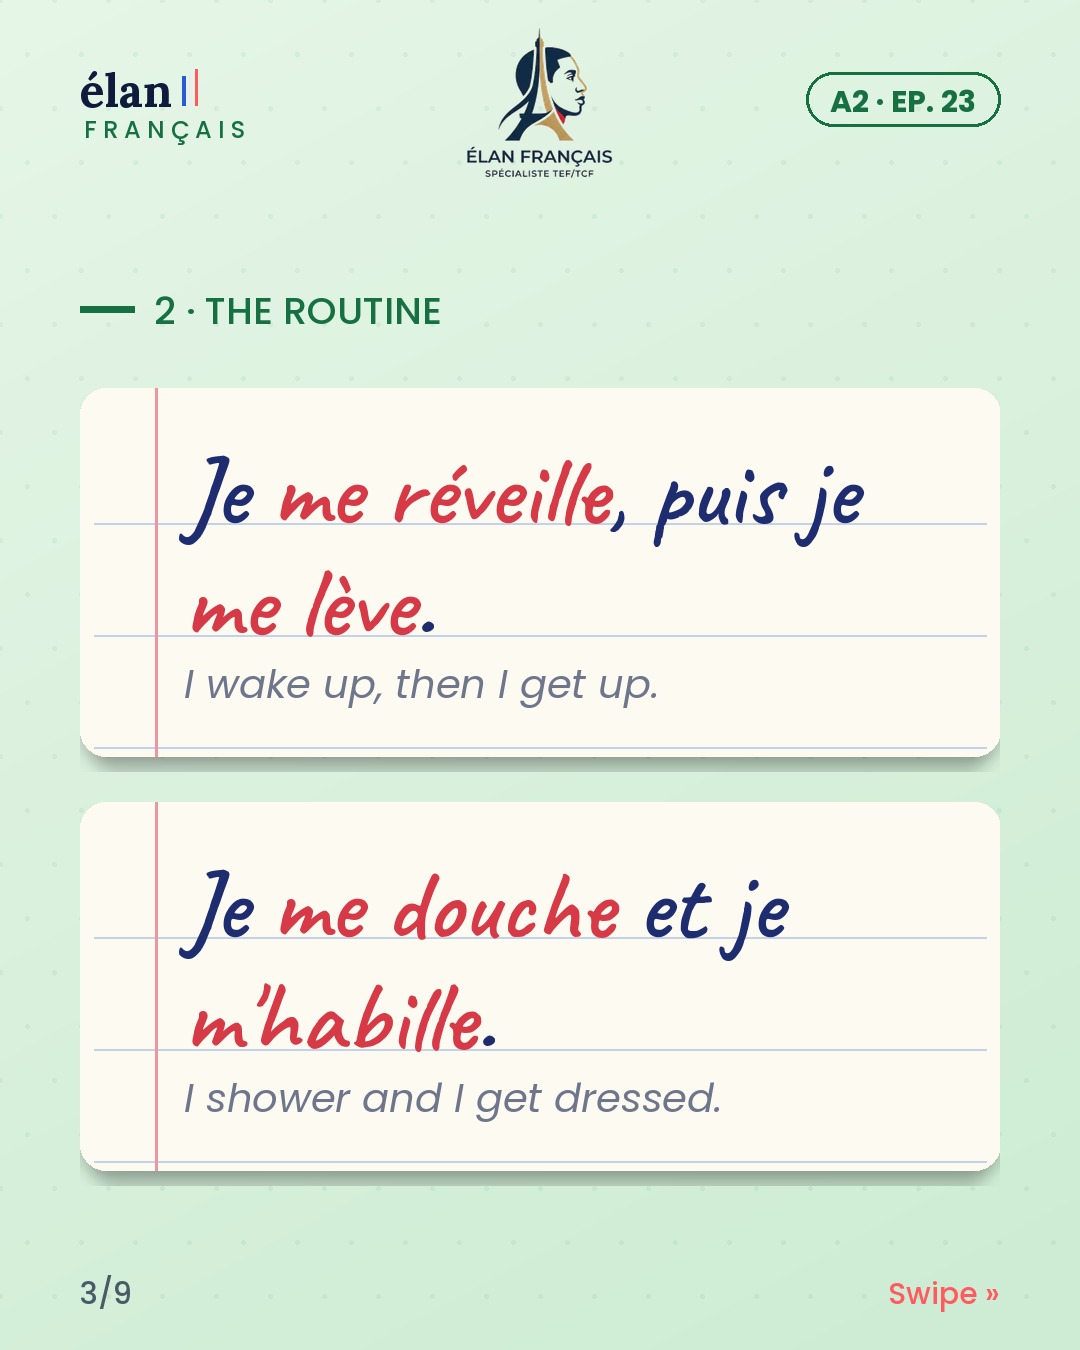 élan
FRANÇAIS
ÉLAN FRANÇAIS
SPÉCIALISTE TEF/TCF
A2 · EP. 23
2 · THE ROUTINE
Je me réveille, puis je
me lève.
I wake up, then I get up.
Je me douche et je
m'habille.
I shower and I get dressed.
3/9
Swipe »